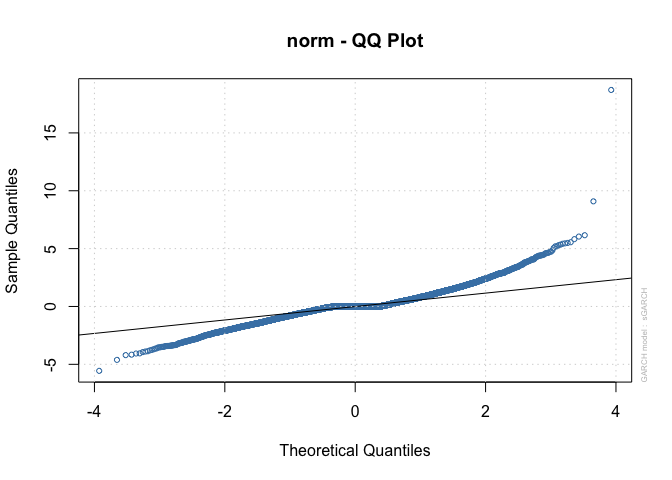 norm - QQ Plot
Sample Quantiles
15
10
5
0
-5
-4
-2
0
2
4
Theoretical Quantiles
GARCH model : sGARCH